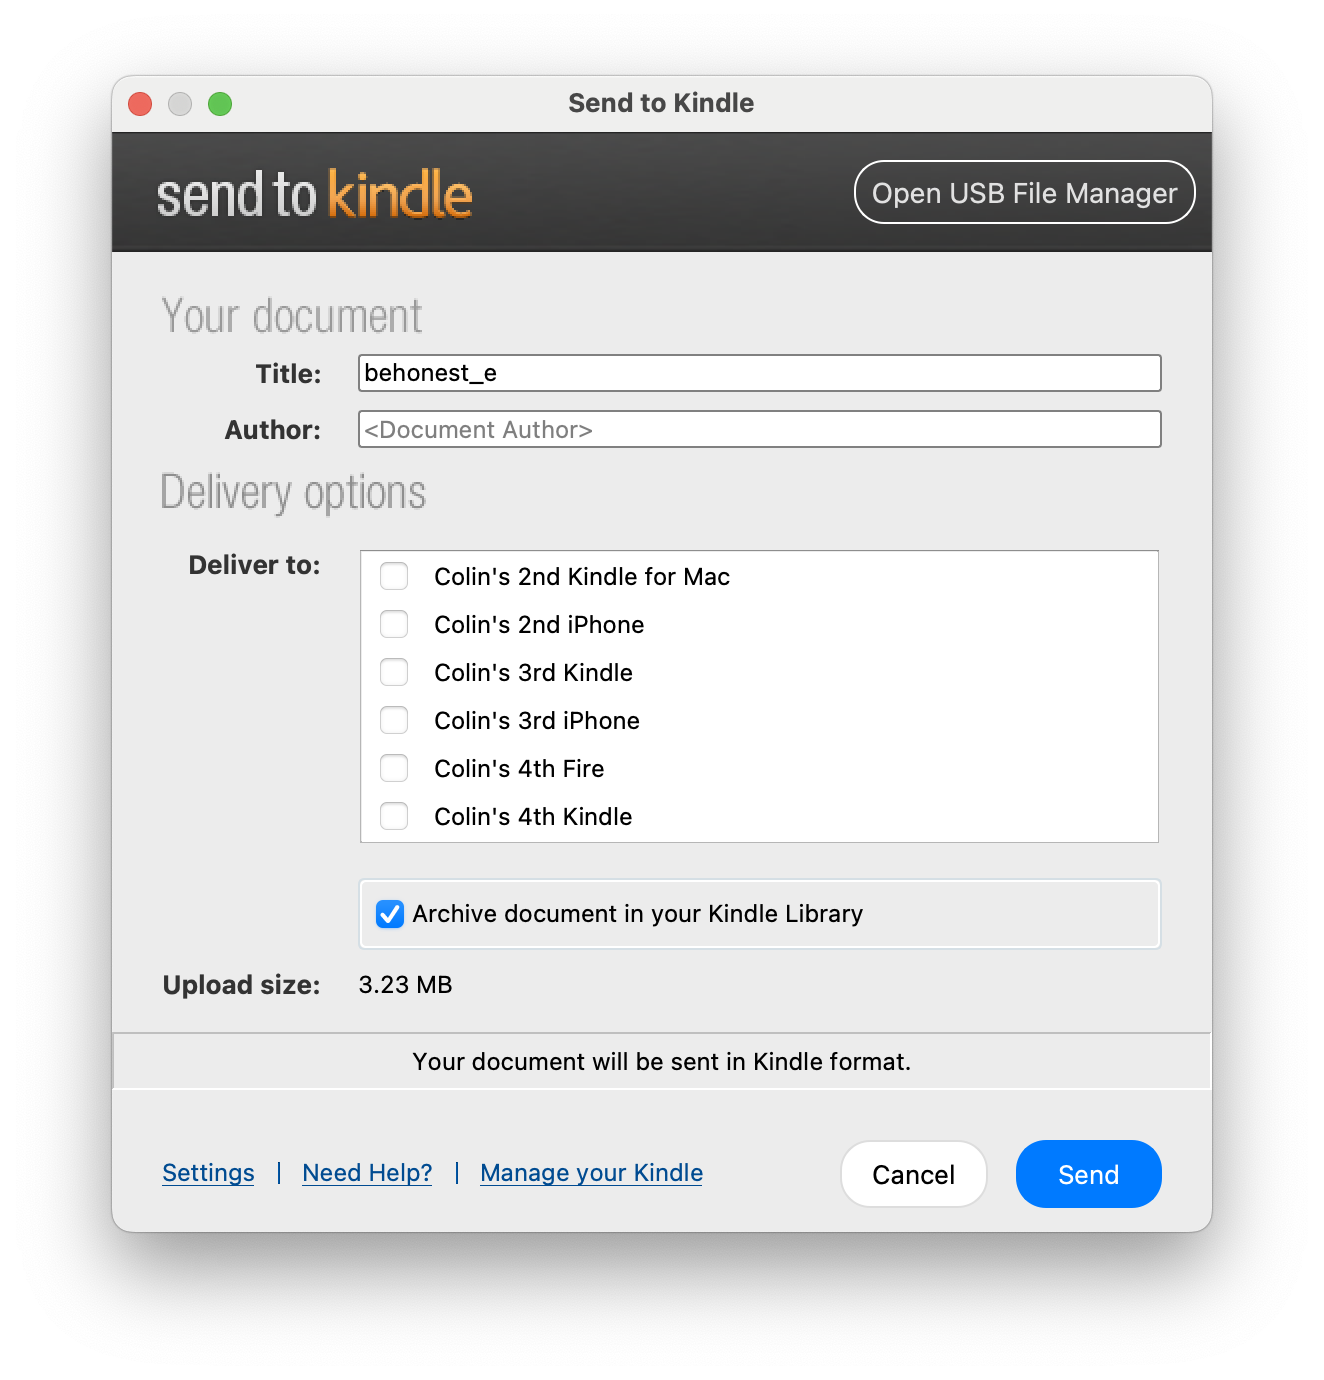 Send to Kindle
send to kindle
Open USB File Manager
Your document
Title: behonest_e
Author: <Document Author>
Delivery options
Deliver to:
Colin's 2nd Kindle for Mac
Colin's 2nd iPhone
Colin's 3rd Kindle
Colin's 3rd iPhone
Colin's 4th Fire
Colin's 4th Kindle
Archive document in your Kindle Library
Upload size: 3.23 MB
Your document will be sent in Kindle format.
Settings | Need Help? | Manage your Kindle
Cancel
Send